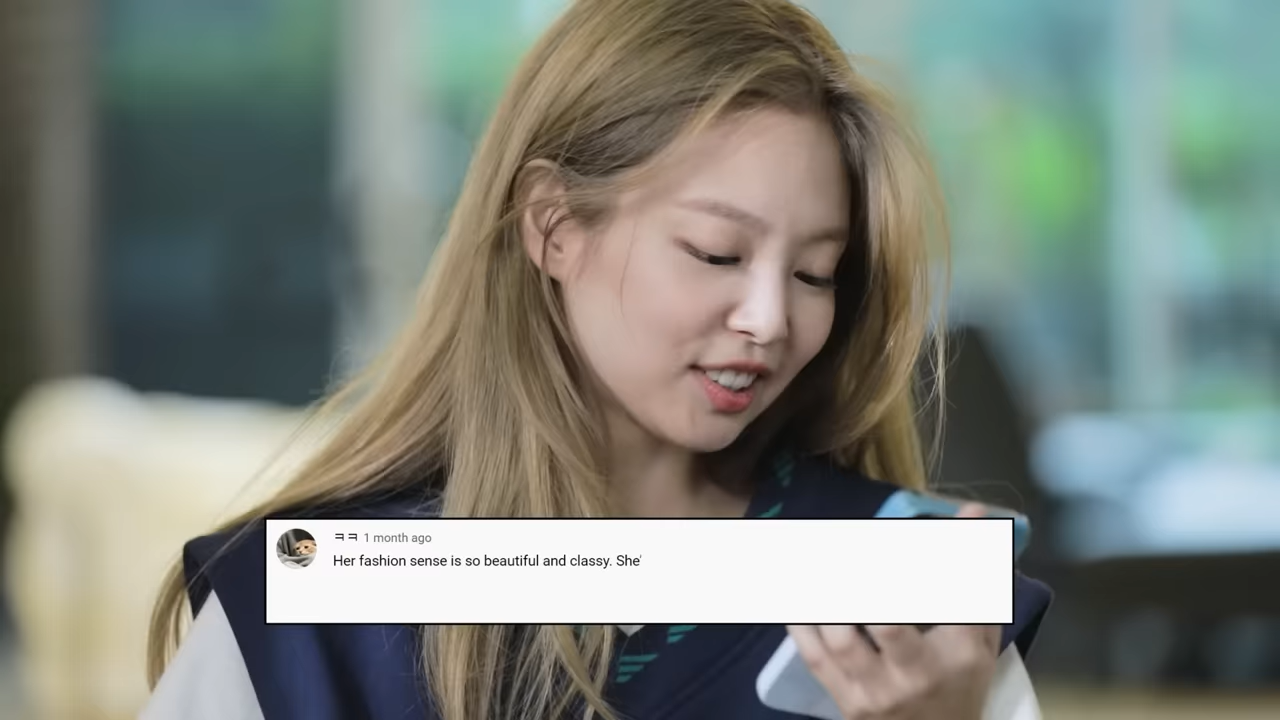 ㅋㅋ 1 month ago
Her fashion sense is so beautiful and classy. She'